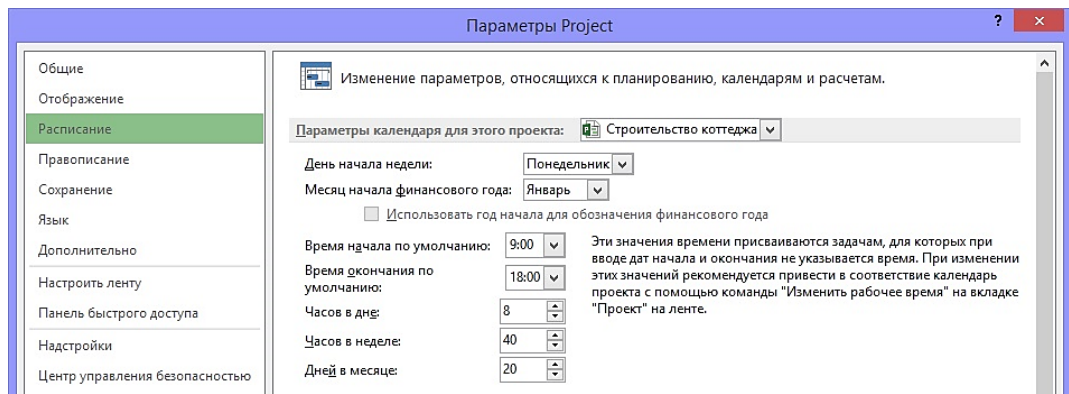 Параметры Project
? ×
Общие
Отображение
Расписание
Правописание
Сохранение
Язык
Дополнительно
Настроить ленту
Панель быстрого доступа
Надстройки
Центр управления безопасностью
Изменение параметров, относящихся к планированию, календарям и расчетам.
Параметры календаря для этого проекта: Строительство коттеджа
День начала недели: Понедельник
Месяц начала финансового года: Январь
Использовать год начала для обозначения финансового года
Время начала по умолчанию: 9:00
Время окончания по
умолчанию: 18:00
Часов в дне: 8
Часов в неделе: 40
Дней в месяце: 20
Эти значения времени присваиваются задачам, для которых при
вводе дат начала и окончания не указывается время. При изменении
этих значений рекомендуется привести в соответствие календарь
проекта с помощью команды "Изменить рабочее время" на вкладке
"Проект" на ленте.